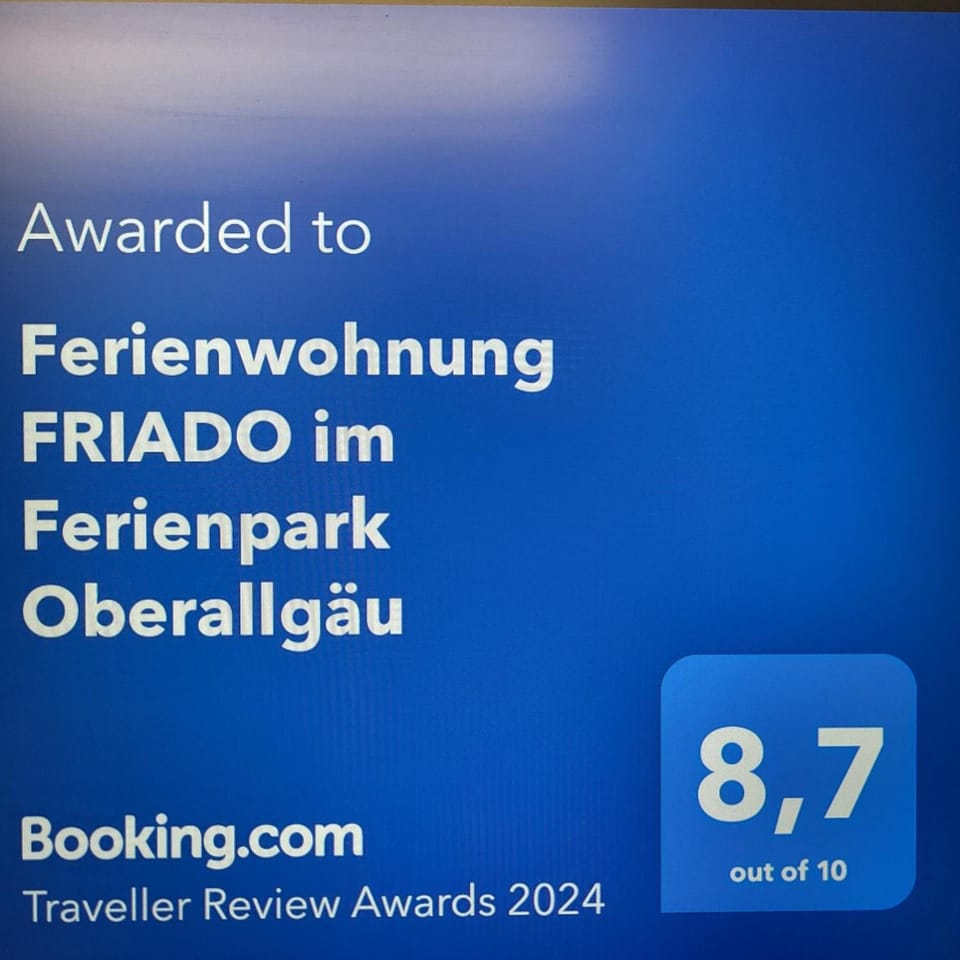 Awarded to
Ferienwohnung
FRIADO im
Ferienpark
Oberallgäu
8,7
out of 10
Booking.com
Traveller Review Awards 2024